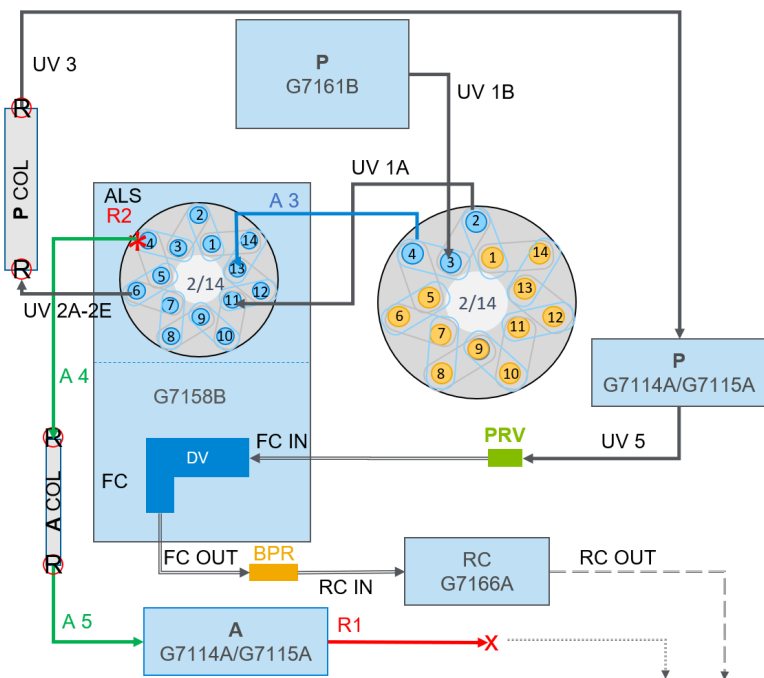 UV 3
P
G7161B
UV 1B
UV 1A
R
P COL
R
ALS
R2
A 3
2
4
3
1
14
13
5
2/14
6
11
12
7
9
8
10
2
4
3
1
14
5
2/14
13
6
11
12
7
9
8
10
UV 2A-2E
A 4
G7158B
P
G7114A/G7115A
PRV
UV 5
FC IN
DV
FC
R
A COL
R
FC OUT
BPR
RC IN
RC
G7166A
RC OUT
A 5
A
G7114A/G7115A
R1
X